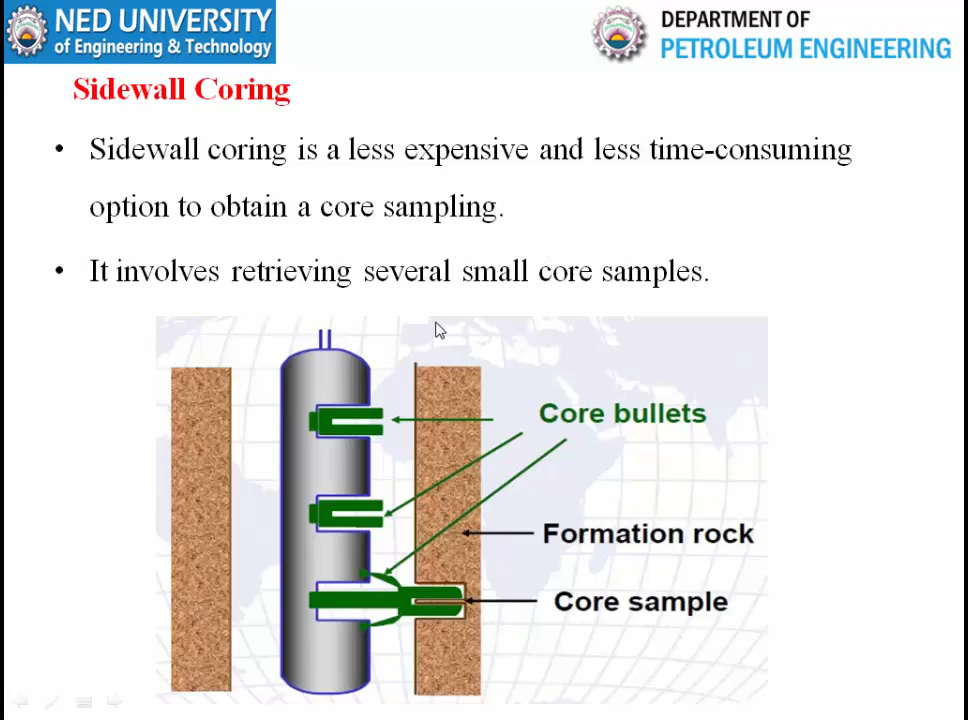 NED UNIVERSITY
of Engineering & Technology
DEPARTMENT OF
PETROLEUM ENGINEERING
Sidewall Coring
• Sidewall coring is a less expensive and less time-consuming
option to obtain a core sampling.
• It involves retrieving several small core samples.
Core bullets
Formation rock
Core sample